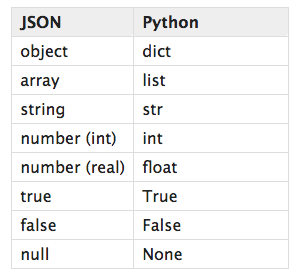 JSON Python
object dict
array list
string str
number (int) int
number (real) float
true True
false False
null None